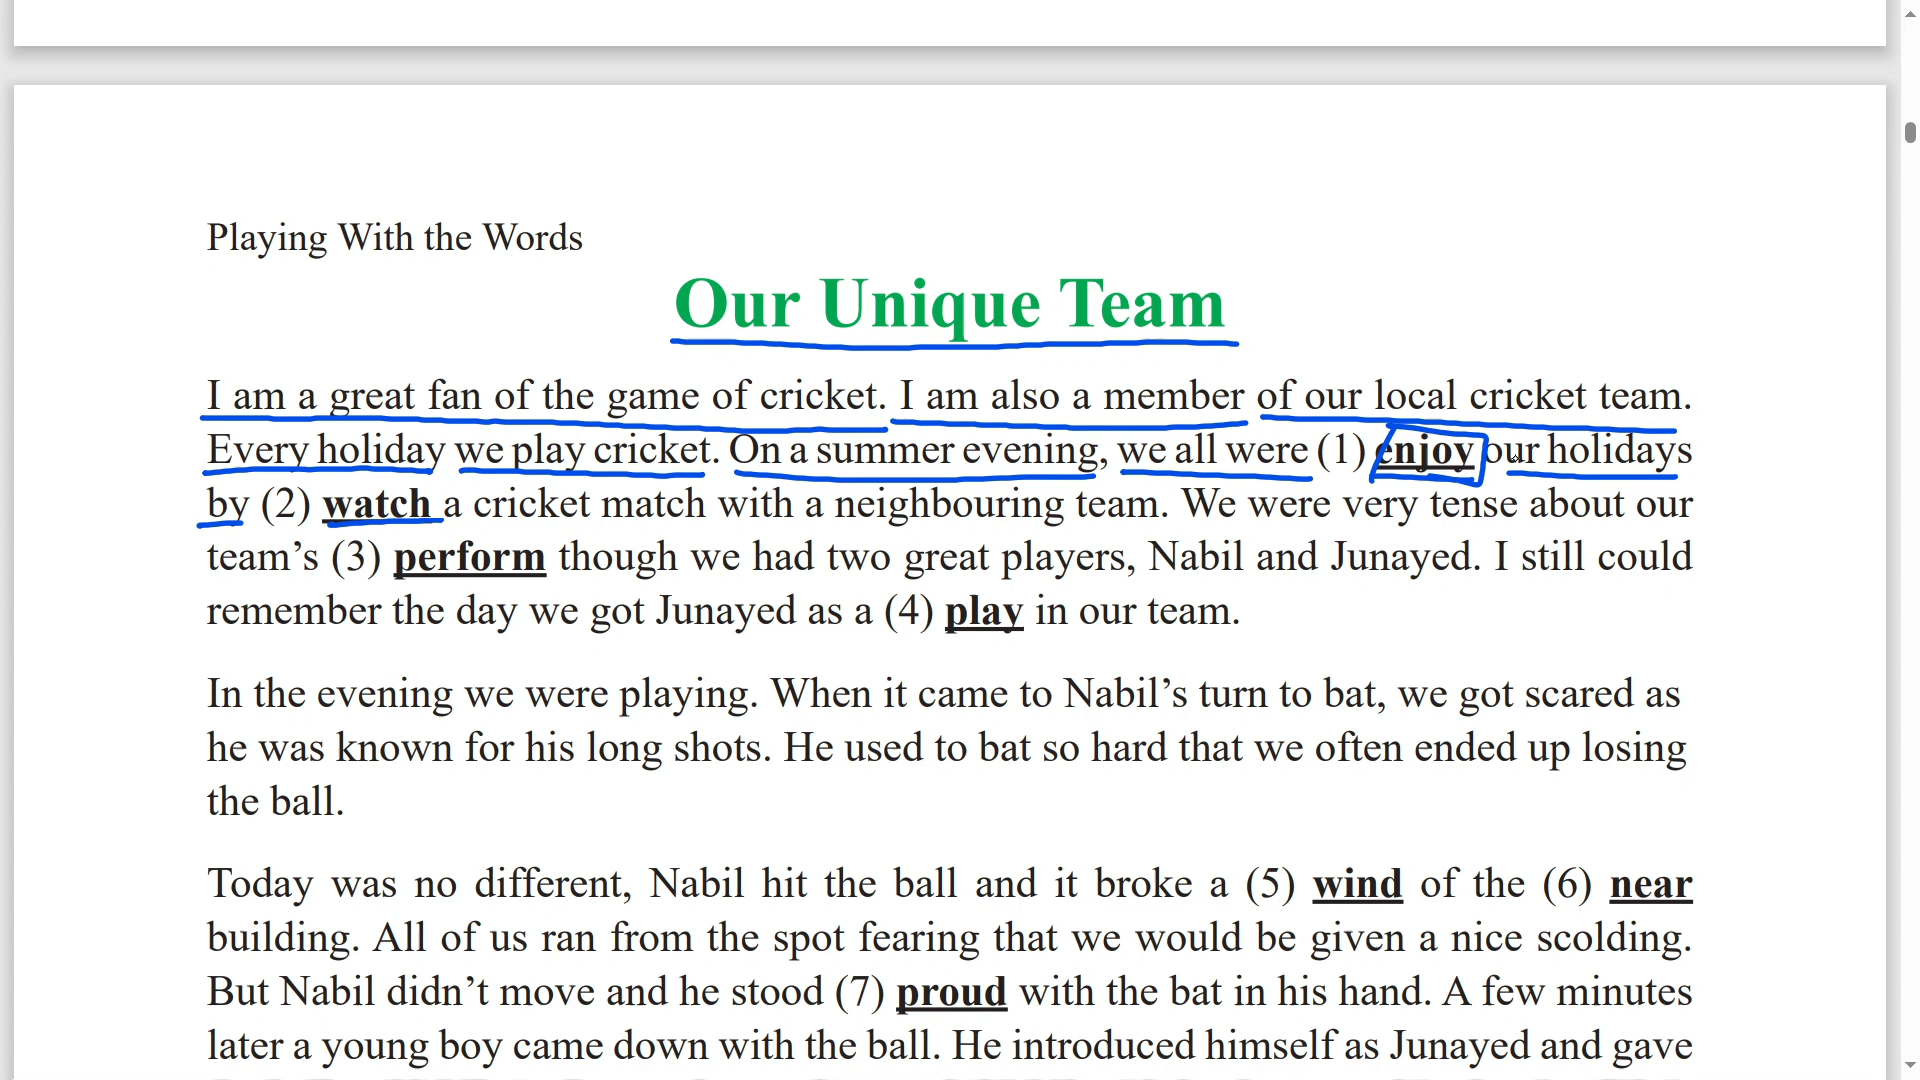 Playing With the Words
Our Unique Team
I am a great fan of the game of cricket. I am also a member of our local cricket team.
Every holiday we play cricket. On a summer evening, we all were (1) enjoy our holidays
by (2) watch a cricket match with a neighbouring team. We were very tense about our
team’s (3) perform though we had two great players, Nabil and Junayed. I still could
remember the day we got Junayed as a (4) play in our team.
In the evening we were playing. When it came to Nabil’s turn to bat, we got scared as
he was known for his long shots. He used to bat so hard that we often ended up losing
the ball.
Today was no different, Nabil hit the ball and it broke a (5) wind of the (6) near
building. All of us ran from the spot fearing that we would be given a nice scolding.
But Nabil didn’t move and he stood (7) proud with the bat in his hand. A few minutes
later a young boy came down with the ball. He introduced himself as Junayed and gave